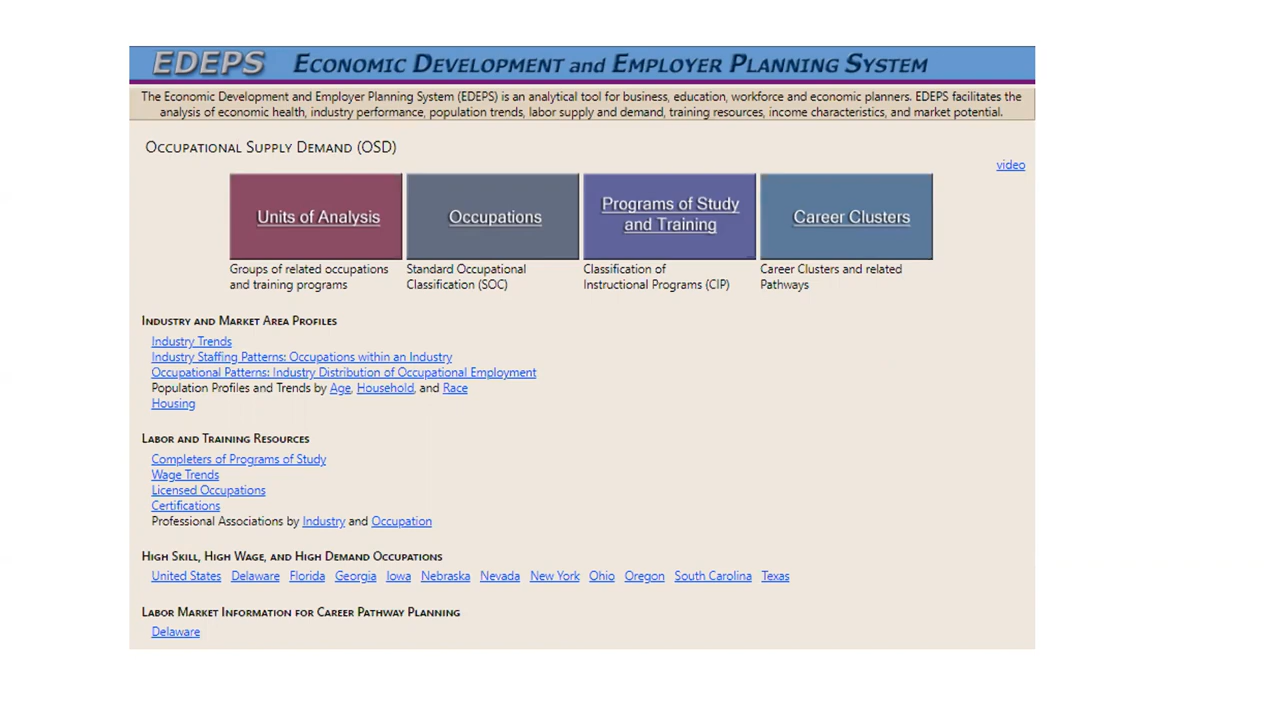 EDEPS ECONOMIC DEVELOPMENT and EMPLOYER PLANNING SYSTEM
The Economic Development and Employer Planning System (EDEPS) is an analytical tool for business, education, workforce and economic planners. EDEPS facilitates the
analysis of economic health, industry performance, population trends, labor supply and demand, training resources, income characteristics, and market potential.
OCCUPATIONAL SUPPLY DEMAND (OSD)
video
Units of Analysis
Groups of related occupations
and training programs
Occupations
Standard Occupational
Classification (SOC)
Programs of Study
and Training
Classification of
Instructional Programs (CIP)
Career Clusters
Career Clusters and related
Pathways
INDUSTRY AND MARKET AREA PROFILES
Industry Trends
Industry Staffing Patterns: Occupations within an Industry
Occupational Patterns: Industry Distribution of Occupational Employment
Population Profiles and Trends by Age, Household, and Race
Housing
LABOR AND TRAINING RESOURCES
Completers of Programs of Study
Wage Trends
Licensed Occupations
Certifications
Professional Associations by Industry and Occupation
HIGH SKILL, HIGH WAGE, AND HIGH DEMAND OCCUPATIONS
United States Delaware Florida Georgia Iowa Nebraska Nevada New York Ohio Oregon South Carolina Texas
LABOR MARKET INFORMATION FOR CAREER PATHWAY PLANNING
Delaware